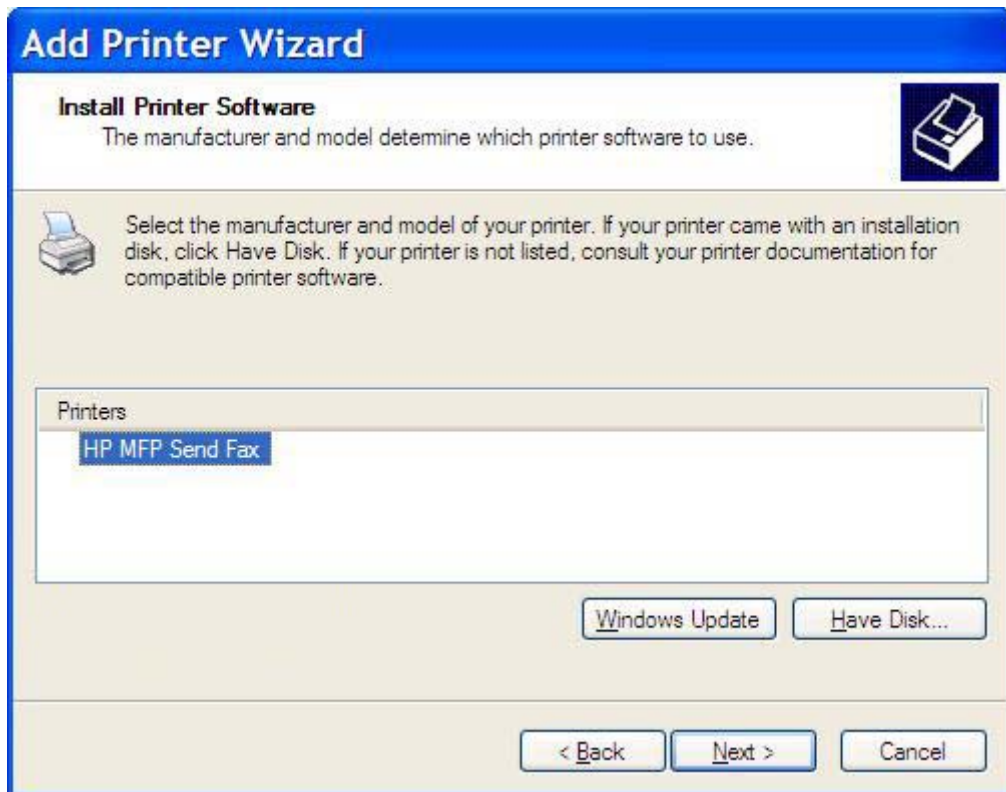 Add Printer Wizard
Install Printer Software
The manufacturer and model determine which printer software to use.
Select the manufacturer and model of your printer. If your printer came with an installation
disk, click Have Disk. If your printer is not listed, consult your printer documentation for
compatible printer software.
Printers
HP MFP Send Fax
Windows Update
Have Disk...
< Back
Next >
Cancel